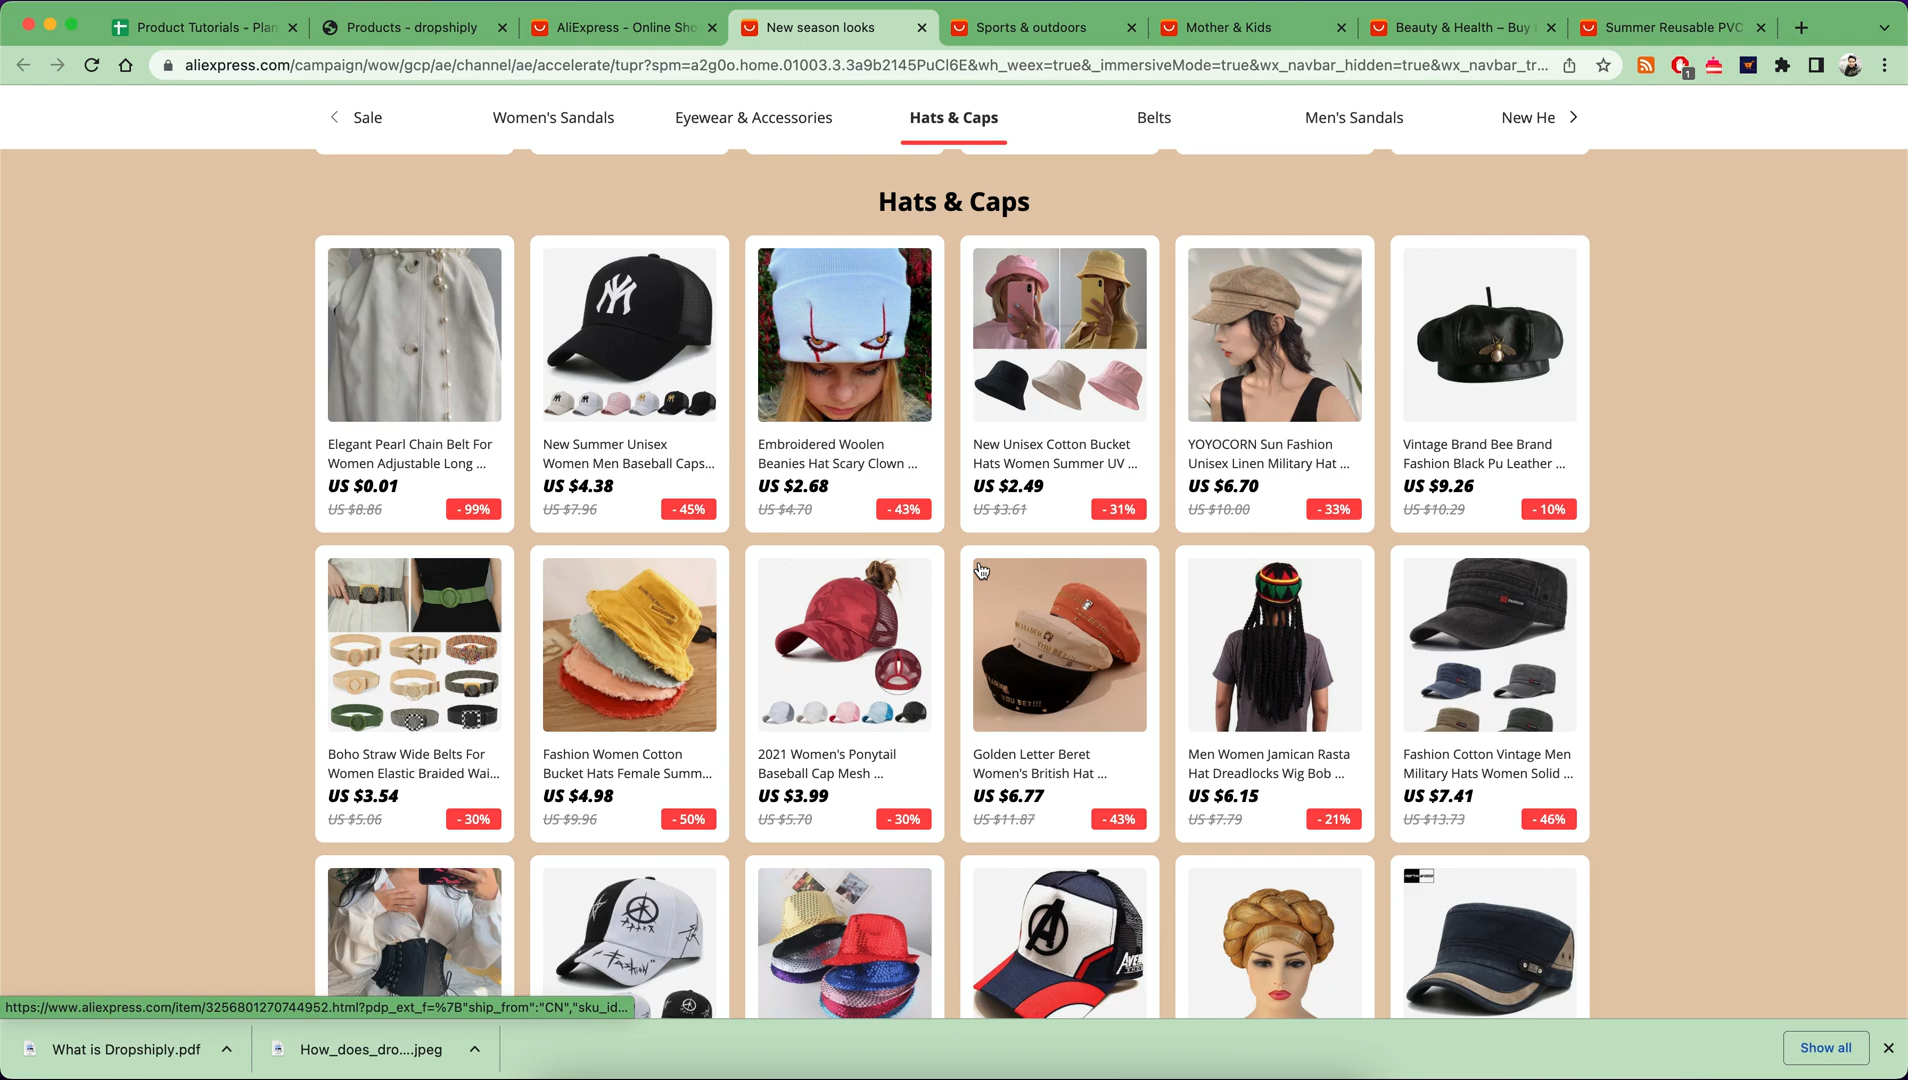 Product Tutorials - Plan
Products - dropshiply
AliExpress - Online Sho
New season looks
Sports & outdoors
Mother & Kids
Beauty & Health – Buy
Summer Reusable PVC
aliexpress.com/campaign/wow/gcp/ae/channel/ae/accelerate/tupr?spm=a2g0o.home.01003.3.3a9b2145PuCl6E&wh_weex=true&_immersiveMode=true&wx_navbar_hidden=true&wx_navbar_tr...
1
Sale
Women's Sandals
Eyewear & Accessories
Hats & Caps
Belts
Men's Sandals
New He
Hats & Caps
Elegant Pearl Chain Belt For
Women Adjustable Long ...
US $0.01
US $8.86
- 99%
New Summer Unisex
Women Men Baseball Caps...
US $4.38
US $7.96
- 45%
Embroidered Woolen
Beanies Hat Scary Clown ...
US $2.68
US $4.70
- 43%
New Unisex Cotton Bucket
Hats Women Summer UV ...
US $2.49
US $3.61
- 31%
YOYOCORN Sun Fashion
Unisex Linen Military Hat ...
US $6.70
US $10.00
- 33%
Vintage Brand Bee Brand
Fashion Black Pu Leather ...
US $9.26
US $10.29
- 10%
Boho Straw Wide Belts For
Women Elastic Braided Wai...
US $3.54
US $5.06
- 30%
Fashion Women Cotton
Bucket Hats Female Summ...
US $4.98
US $9.96
- 50%
2021 Women's Ponytail
Baseball Cap Mesh ...
US $3.99
US $5.70
- 30%
YOU BET!!!
YOU BET!!!
Golden Letter Beret
Women's British Hat ...
US $6.77
US $11.87
- 43%
Men Women Jamican Rasta
Hat Dreadlocks Wig Bob ...
US $6.15
US $7.79
- 21%
Fashion Cotton Vintage Men
Military Hats Women Solid ...
US $7.41
US $13.73
- 46%
Fashion
A
https://www.aliexpress.com/item/3256801270744952.html?pdp_ext_f=%7B"ship_from":"CN","sku_id...
What is Dropshiply.pdf
How_does_dro....jpeg
Show all